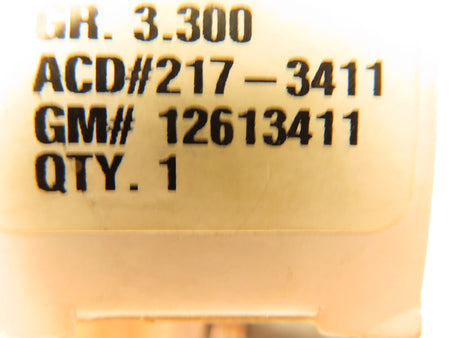 GR. 3.300
ACD#217-3411
GM# 12613411
QTY. 1